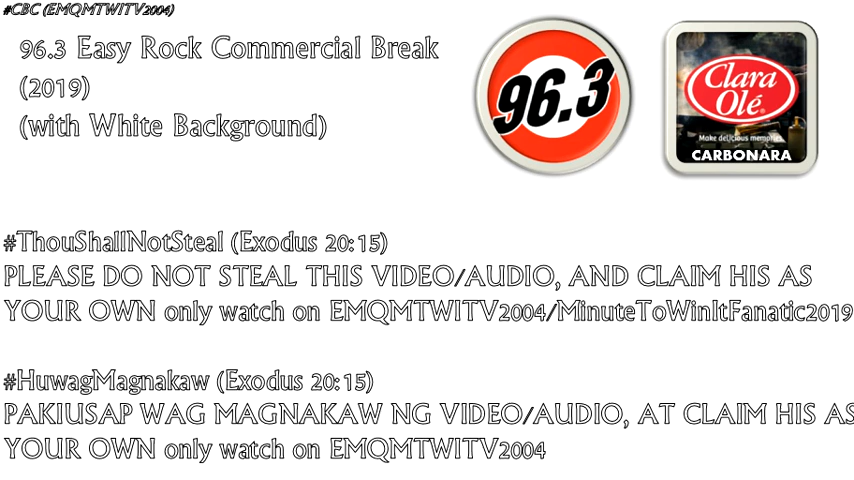 #CBC (EMQMTWITV2004)
96.3 Easy Rock Commercial Break
(2019)
(with White Background)
96.3
Clara
Olé®
Make delicious memories.
CARBONARA
#ThouShallNotSteal (Exodus 20:15)
PLEASE DO NOT STEAL THIS VIDEO/AUDIO, AND CLAIM HIS AS
YOUR OWN only watch on EMQMTWITV2004/MinuteToWinItFanatic2019
#HuwagMagnakaw (Exodus 20:15)
PAKIUSAP WAG MAGNAKAW NG VIDEO/AUDIO, AT CLAIM HIS AS
YOUR OWN only watch on EMQMTWITV2004